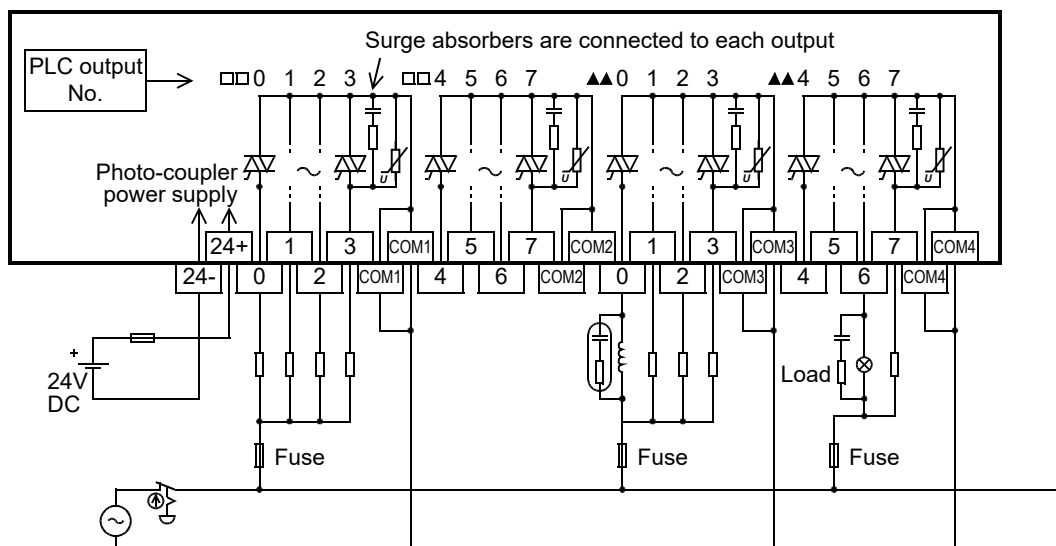 Surge absorbers are connected to each output
PLC output
No.
□□0 1 2 3 □□4 5 6 7 ▲▲0 1 2 3 ▲▲4 5 6 7
Photo-coupler
power supply
U U U U
24+ 1 3 COM1 5 7 COM2 1 3 COM3 5 7 COM4
24- 0 2 COM1 4 6 COM2 0 2 COM3 4 6 COM4
+
24V
DC
Load
Fuse Fuse Fuse